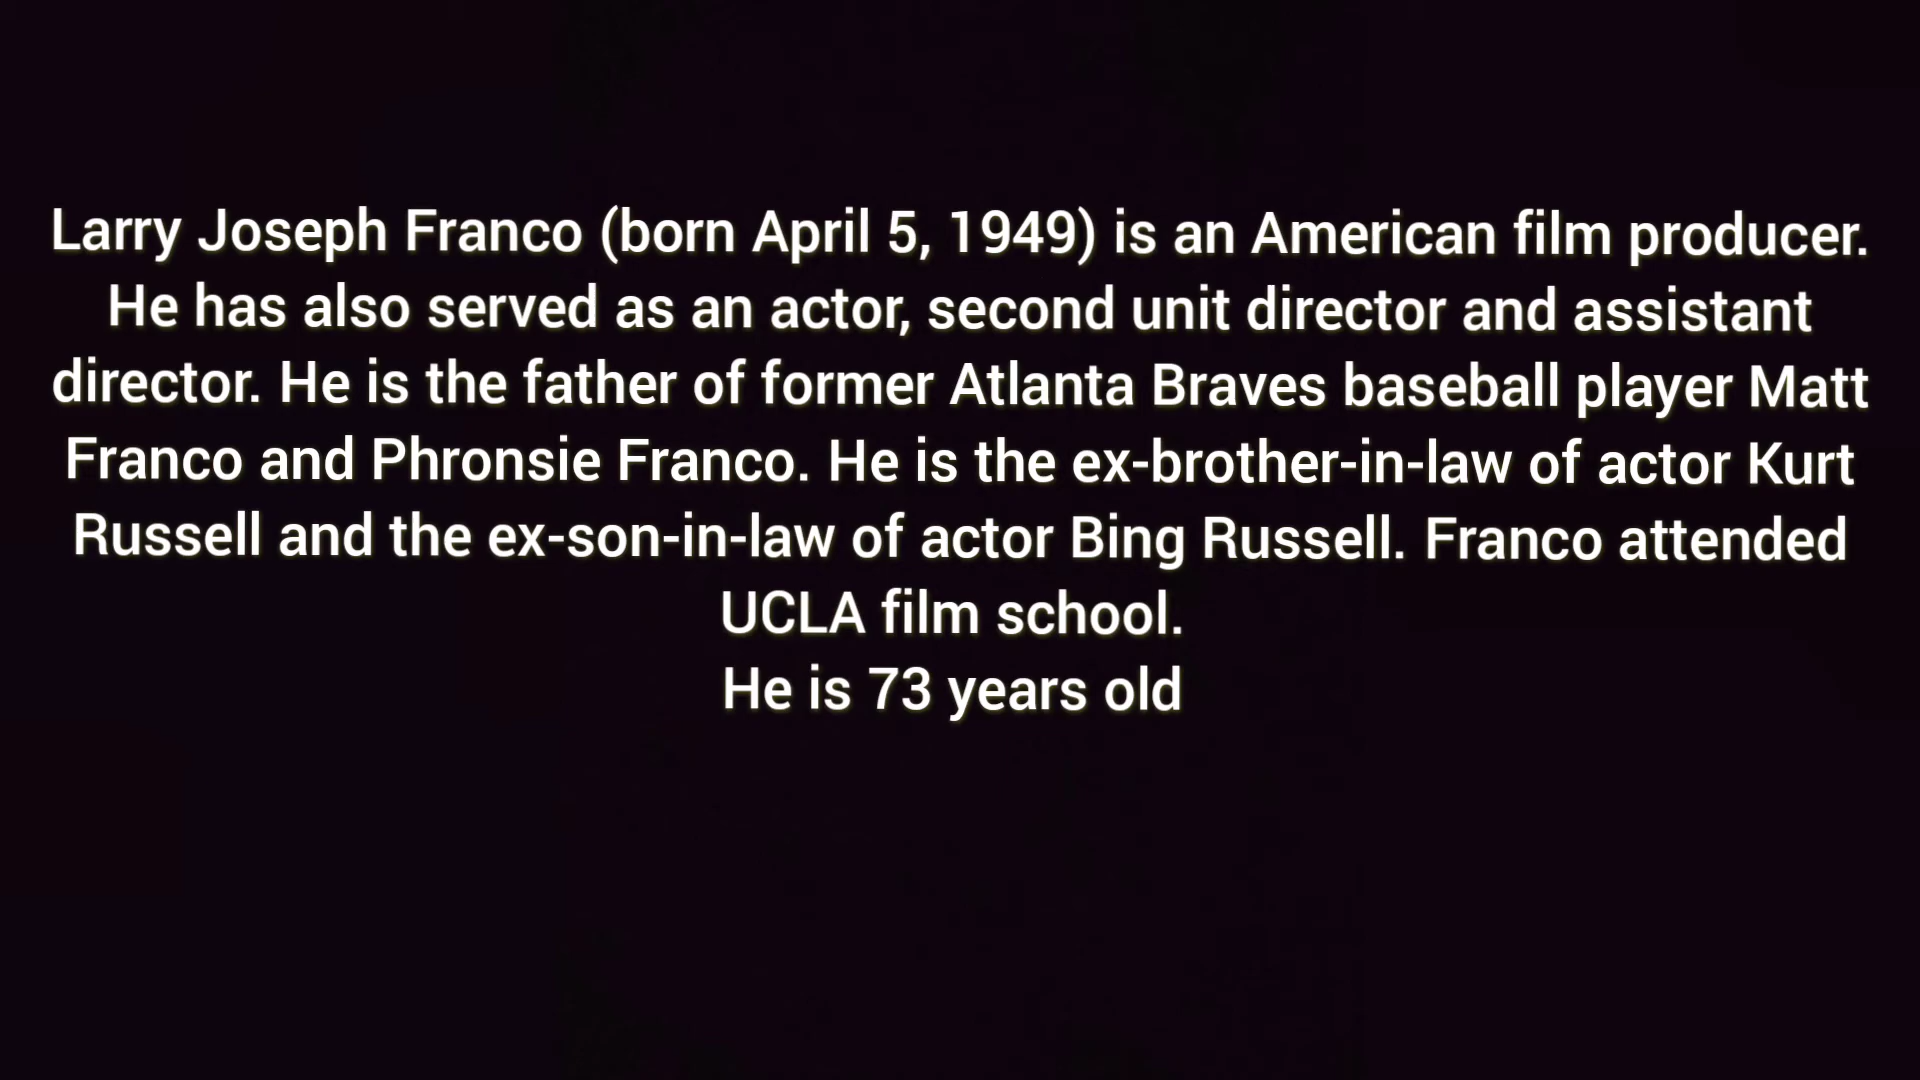 Larry Joseph Franco (born April 5, 1949) is an American film producer.
He has also served as an actor, second unit director and assistant
director. He is the father of former Atlanta Braves baseball player Matt
Franco and Phronsie Franco. He is the ex-brother-in-law of actor Kurt
Russell and the ex-son-in-law of actor Bing Russell. Franco attended
UCLA film school.
He is 73 years old